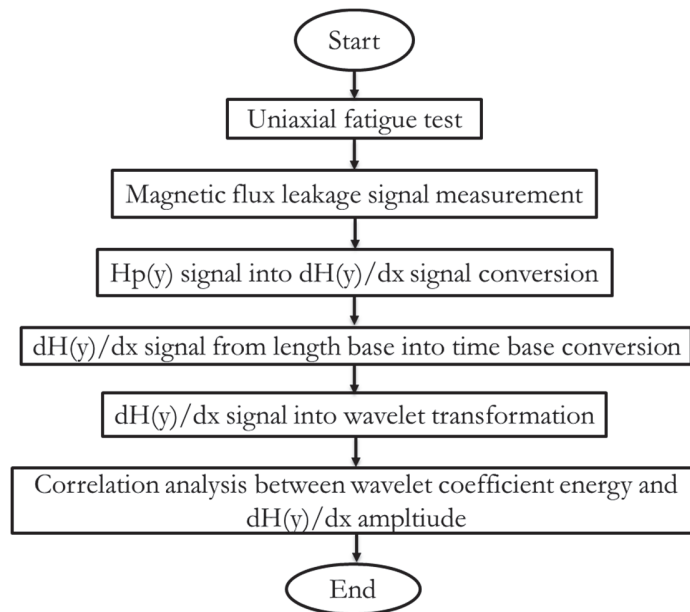 Start
Uniaxial fatigue test
Magnetic flux leakage signal measurement
Hp(y) signal into dH(y)/dx signal conversion
dH(y)/dx signal from length base into time base conversion
dH(y)/dx signal into wavelet transformation
Correlation analysis between wavelet coefficient energy and
dH(y)/dx ampltiude
End